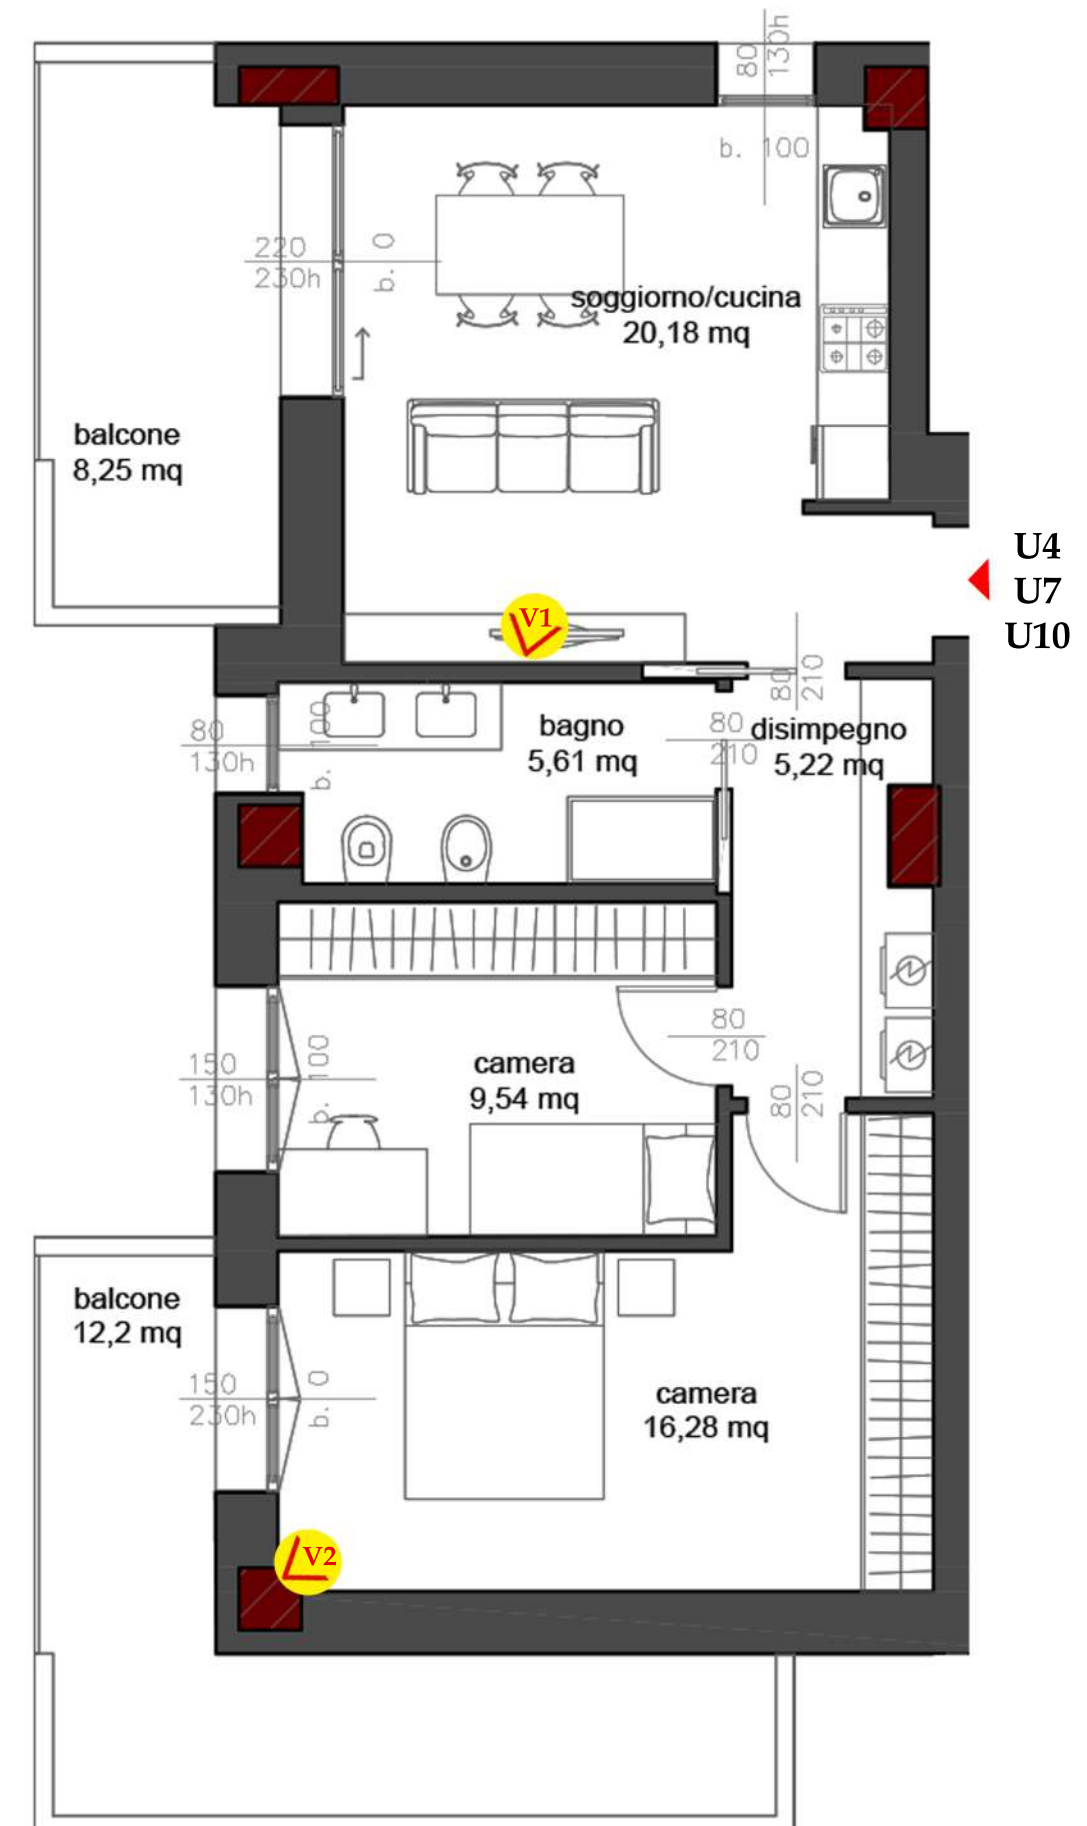 80
130h
b. 100
220
230h
b. 0
soggiorno/cucina
20,18 mq
balcone
8,25 mq
U4
U7
U10
V1
80
210
80
130h
b. 100
bagno
5,61 mq
80
210
disimpegno
5,22 mq
150
130h
b. 100
camera
9,54 mq
80
210
80
210
balcone
12,2 mq
150
230h
b. 0
camera
16,28 mq
V2